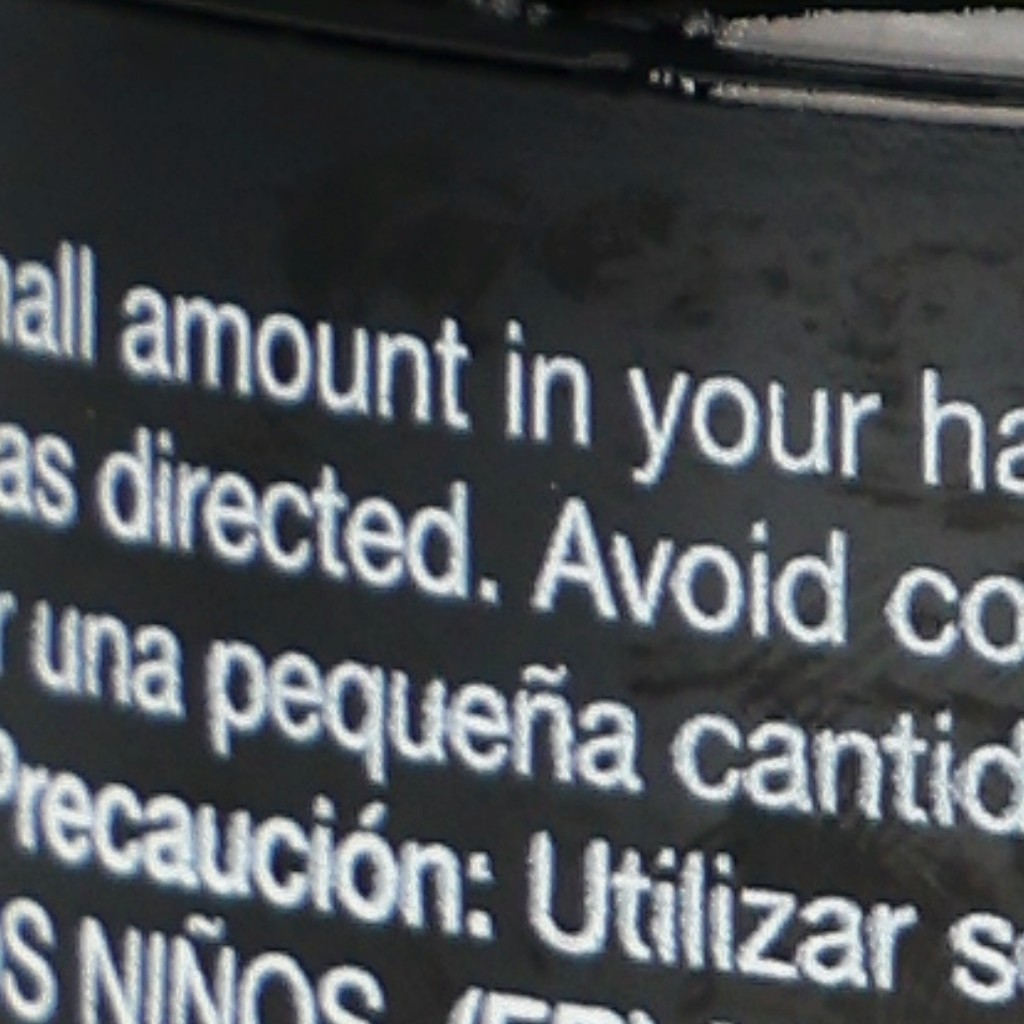 amount in your
as directed. Avoid
una pequeña
Precaución: Utilizar
NIÑOS.